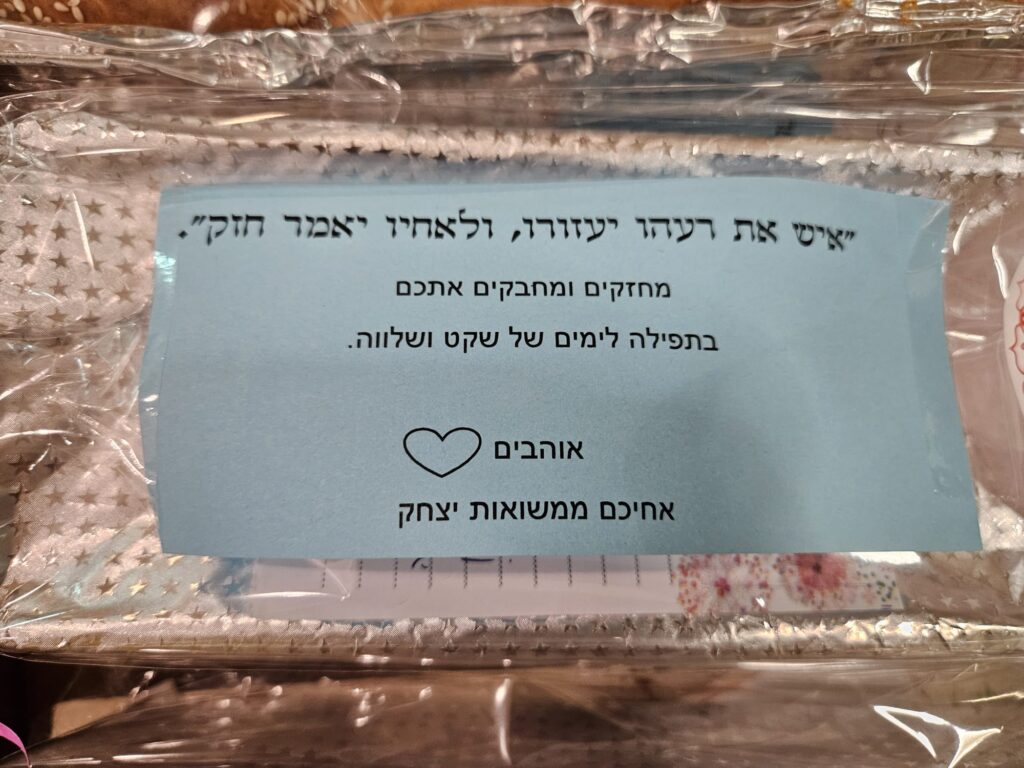 "איש את רעהו יעזורו, ולאחיו יאמר חזק".
מחזקים ומחבקים אתכם
בתפילה לימים של שקט ושלווה.
אוהבים
אחיכם ממשואות יצחק